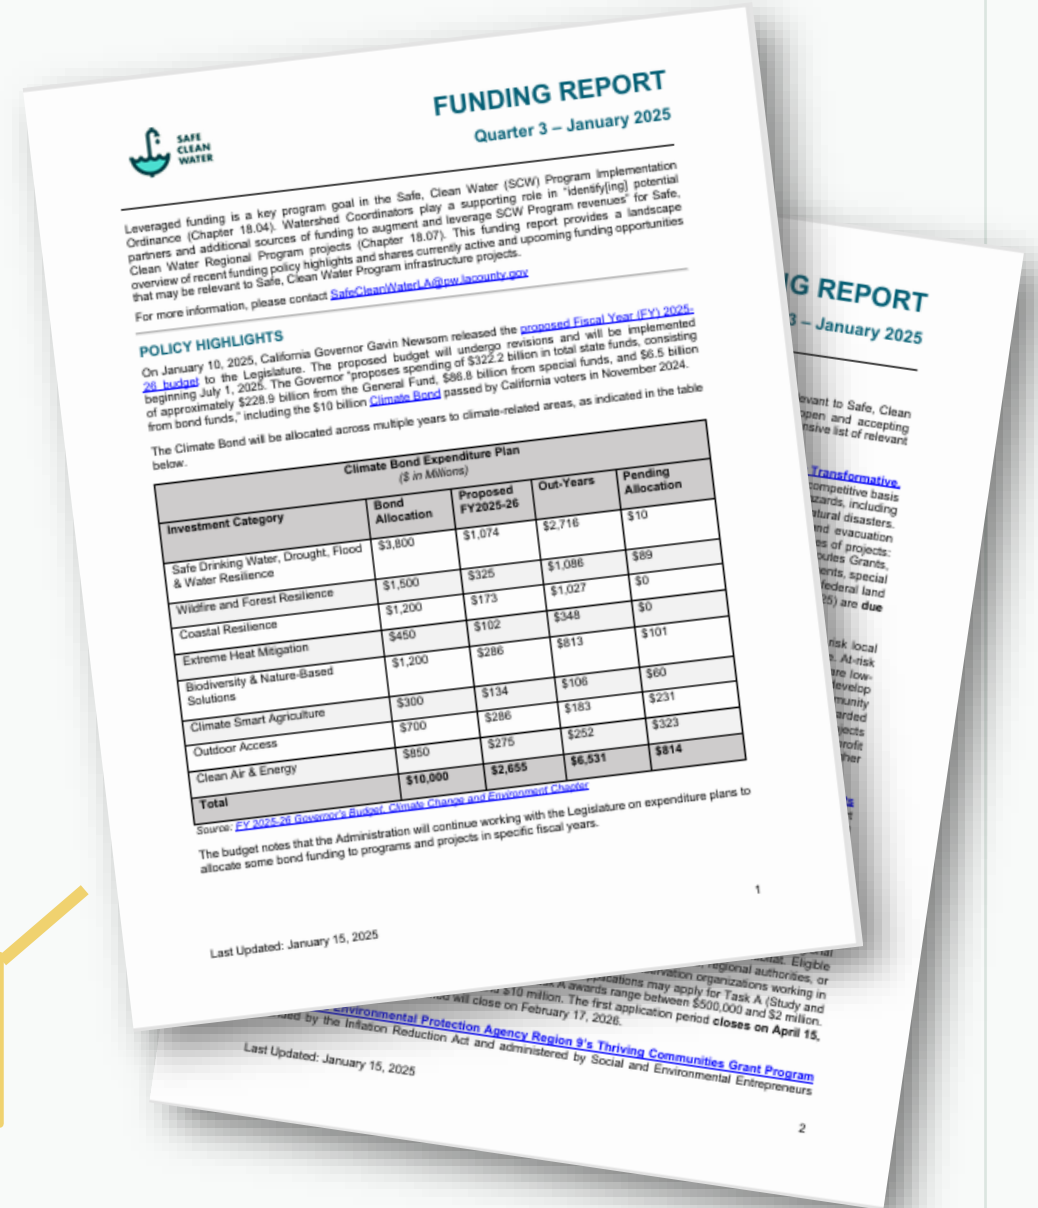 SAFE
CLEAN
WATER
FUNDING REPORT
Quarter 3 – January 2025
Leveraged funding is a key program goal in the Safe, Clean Water (SCW) Program Implementation
Ordinance (Chapter 18.04). Watershed Coordinators play a supporting role in “identify[ing] potential
partners and additional sources of funding to augment and leverage SCW Program revenues” for Safe,
Clean Water Regional Program projects (Chapter 18.07). This funding report provides a landscape
overview of recent funding policy highlights and shares currently active and upcoming funding opportunities
that may be relevant to Safe, Clean Water Program infrastructure projects.
For more information, please contact SafeCleanWaterLA@pw.lacounty.gov
POLICY HIGHLIGHTS
On January 10, 2025, California Governor Gavin Newsom released the proposed Fiscal Year (FY) 2025-
26 budget to the Legislature. The proposed budget will undergo revisions and will be implemented
beginning July 1, 2025. The Governor “proposes spending of $322.2 billion in total state funds, consisting
of approximately $228.9 billion from the General Fund, $86.8 billion from special funds, and $6.5 billion
from bond funds,” including the $10 billion Climate Bond passed by California voters in November 2024.
The Climate Bond will be allocated across multiple years to climate-related areas, as indicated in the table
below.
Climate Bond Expenditure Plan
($ in Millions)
Investment Category Bond Allocation Proposed FY2025-26 Out-Years Pending Allocation
Safe Drinking Water, Drought, Flood & Water Resilience $3,800 $1,074 $2,716 $10
Wildfire and Forest Resilience $1,500 $325 $1,086 $89
Coastal Resilience $1,200 $173 $1,027 $0
Extreme Heat Mitigation $450 $102 $348 $0
Biodiversity & Nature-Based Solutions $1,200 $286 $813 $101
Climate Smart Agriculture $300 $134 $106 $60
Outdoor Access $700 $286 $183 $231
Clean Air & Energy $850 $275 $252 $323
Total $10,000 $2,655 $6,531 $814
Source: FY 2025-26 Governor's Budget, Climate Change and Environment Chapter
The budget notes that the Administration will continue working with the Legislature on expenditure plans to
allocate some bond funding to programs and projects in specific fiscal years.
1
Last Updated: January 15, 2025
REPORT
3 – January 2025
to Safe, Clean
open and accepting
list of relevant
Transformative,
competitive basis
including
disasters.
evacuation
of projects:
Grants,
special
federal land
are due
risk local
At-risk
are low-
develop
Eligible
regional authorities, or
organizations working in
may apply for Task A (Study and
A awards range between $500,000 and $2 million.
$10 million. The first application period closes on April 15,
will close on February 17, 2026.
Environmental Protection Agency Region 9's Thriving Communities Grant Program
by the Inflation Reduction Act and administered by Social and Environmental Entrepreneurs
Last Updated: January 15, 2025
2